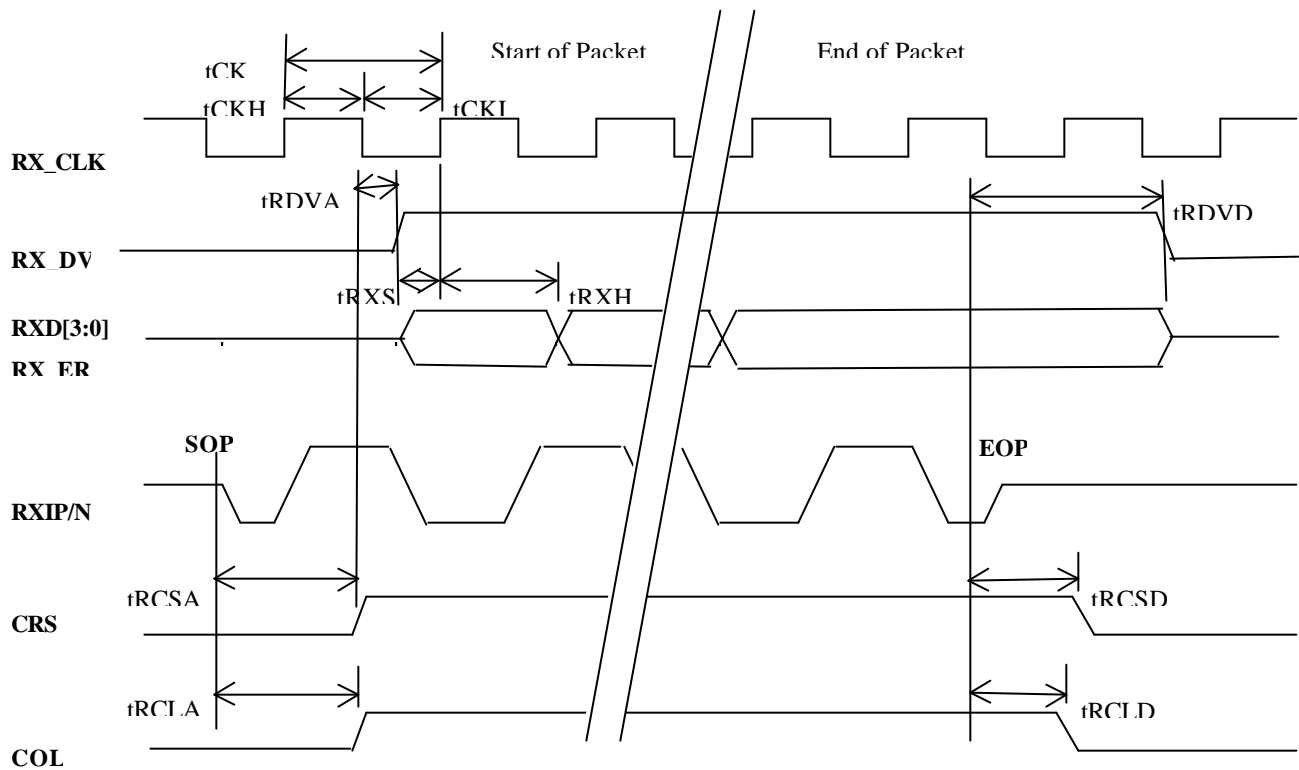 Start of Packet
End of Packet
tCK
tCKH
tCKL
RX_CLK
tRDVA
tRDVD
RX_DV
tRXS
tRXH
RXD[3:0]
RX_ER
SOP
EOP
RXIP/N
tRCSA
tRCSD
CRS
tRCLA
tRCLD
COL